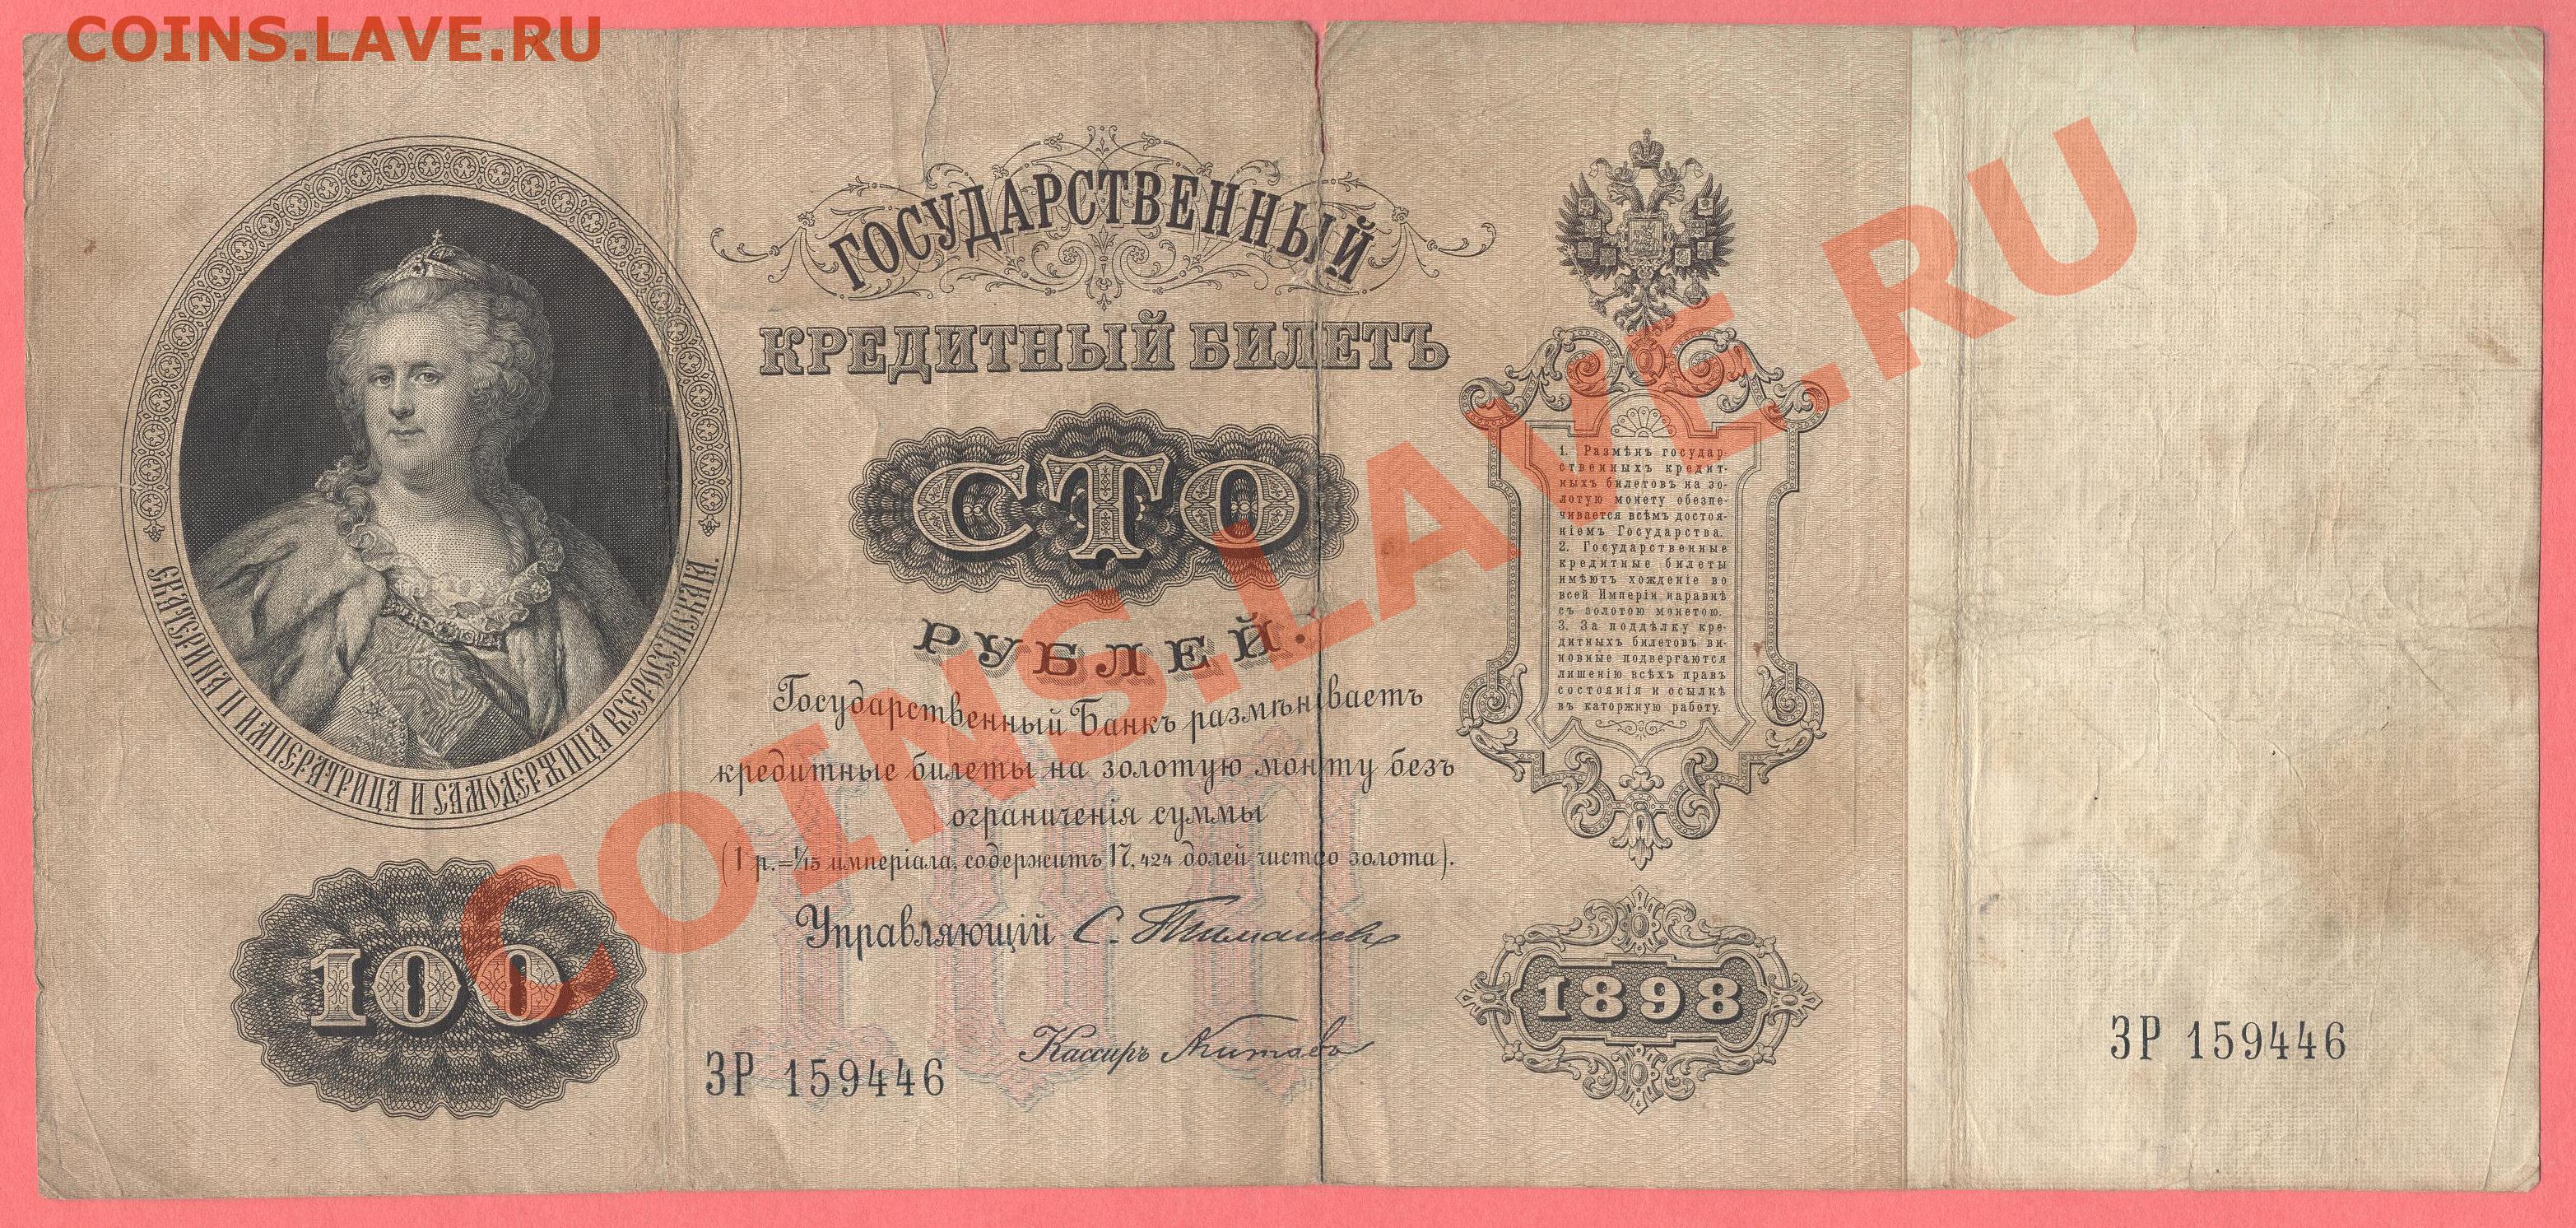 COINS.LAVE.RU
ГОСУДАРСТВЕННЫЙ
КРЕДИТНЫЙ БИЛЕТЪ
СТО
РУБЛЕЙ.
Государственный Банкъ размѣниваетъ
кредитные билеты на золотую монету безъ
ограниченія суммы
(1 р.=1/15 имперіала, содержитъ 17,424 долей чистаго золота).
Управляющій С. Тимашевъ
Кассиръ
ЗР 159446
ЕКАТЕРИНА II ИМПЕРАТРИЦА И САМОДЕРЖИЦА ВСЕРОССІЙСКАЯ.
100
1. Размѣнъ государ-
ственныхъ кредит-
ныхъ билетовъ на зо-
лотую монету обезпе-
чивается всѣмъ достоя-
ніемъ Государства.
2. Государственные
кредитные билеты
имѣютъ хожденіе во
всей Имперіи наравнѣ
съ золотою монетою.
3. За поддѣлку кре-
дитныхъ билетовъ ви-
новные подвергаются
лишенію всѣхъ правъ
состоянія и ссылкѣ
въ каторжную работу.
1898
ЗР 159446
COINS.LAVE.RU